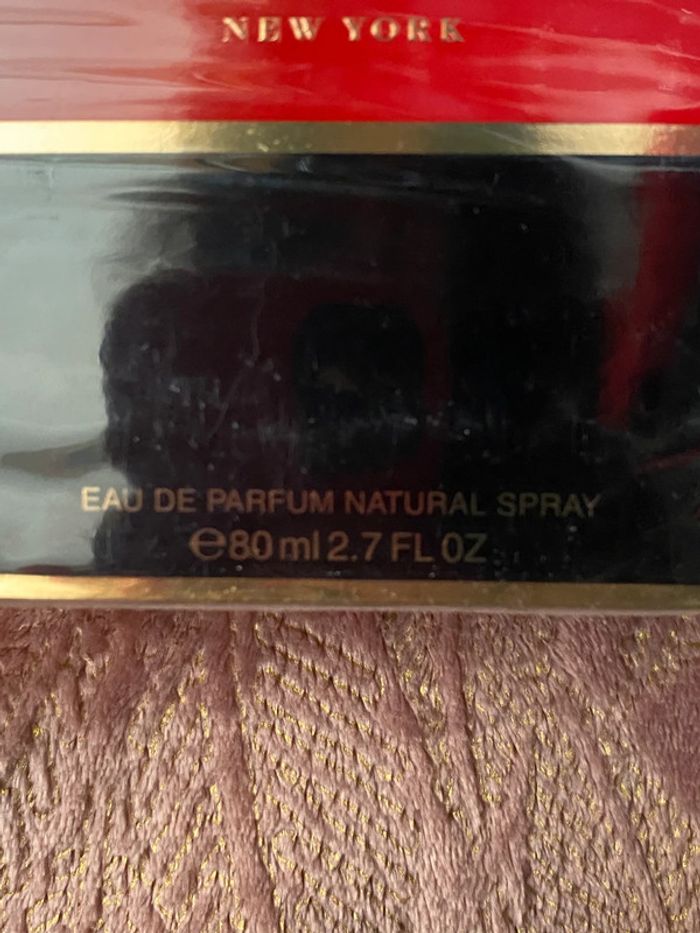 NEW YORK
EAU DE PARFUM NATURAL SPRAY
℮80 ml 2.7 FL OZ